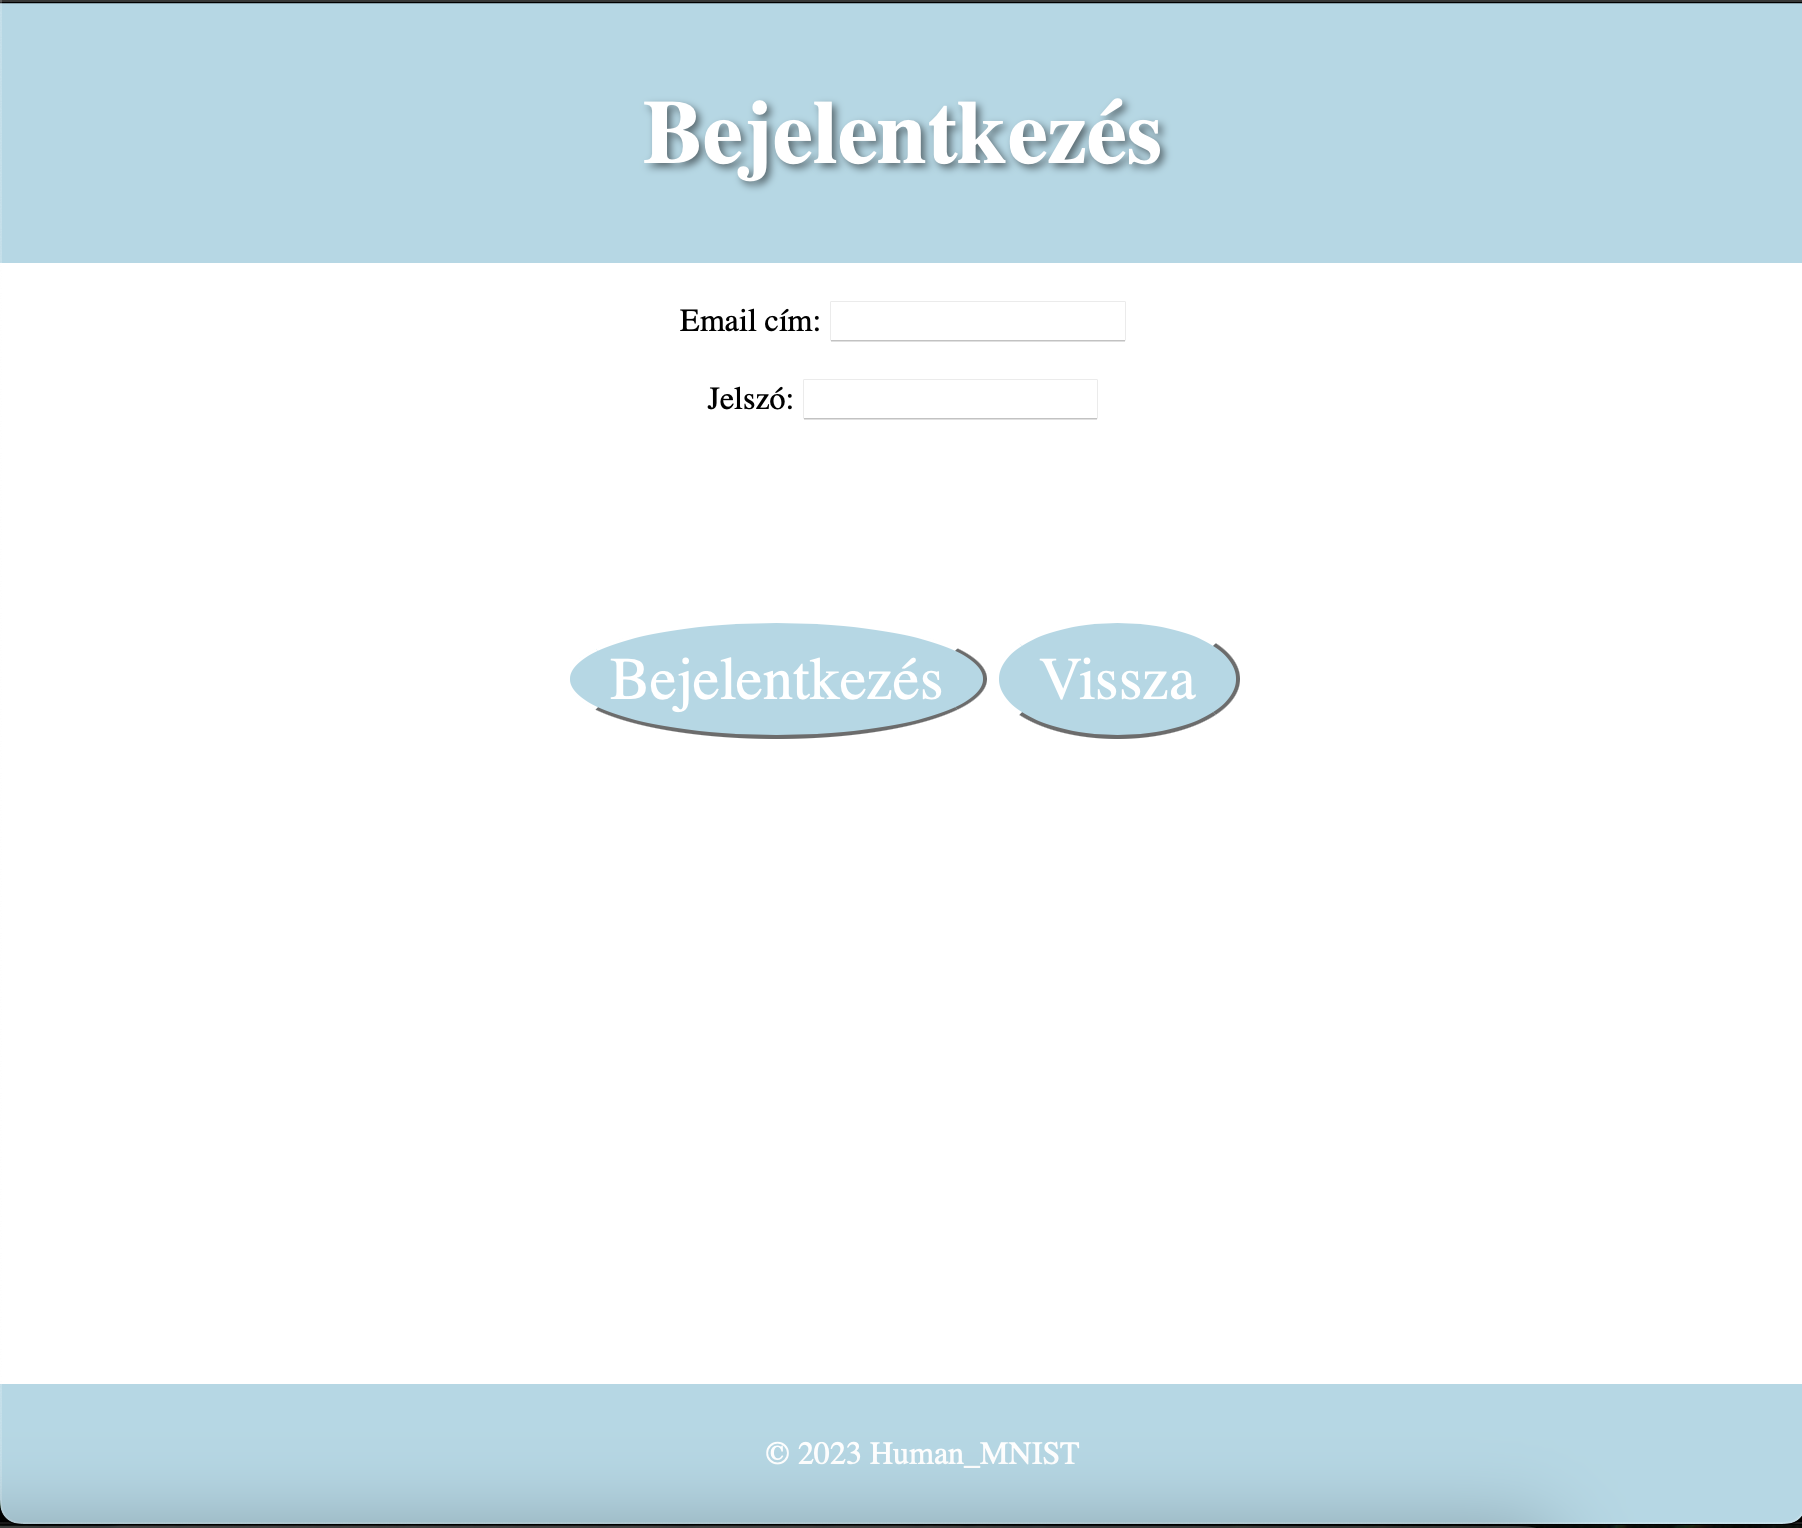 Bejelentkezés
Email cím:
Jelszó:
Bejelentkezés Vissza
© 2023 Human_MNIST